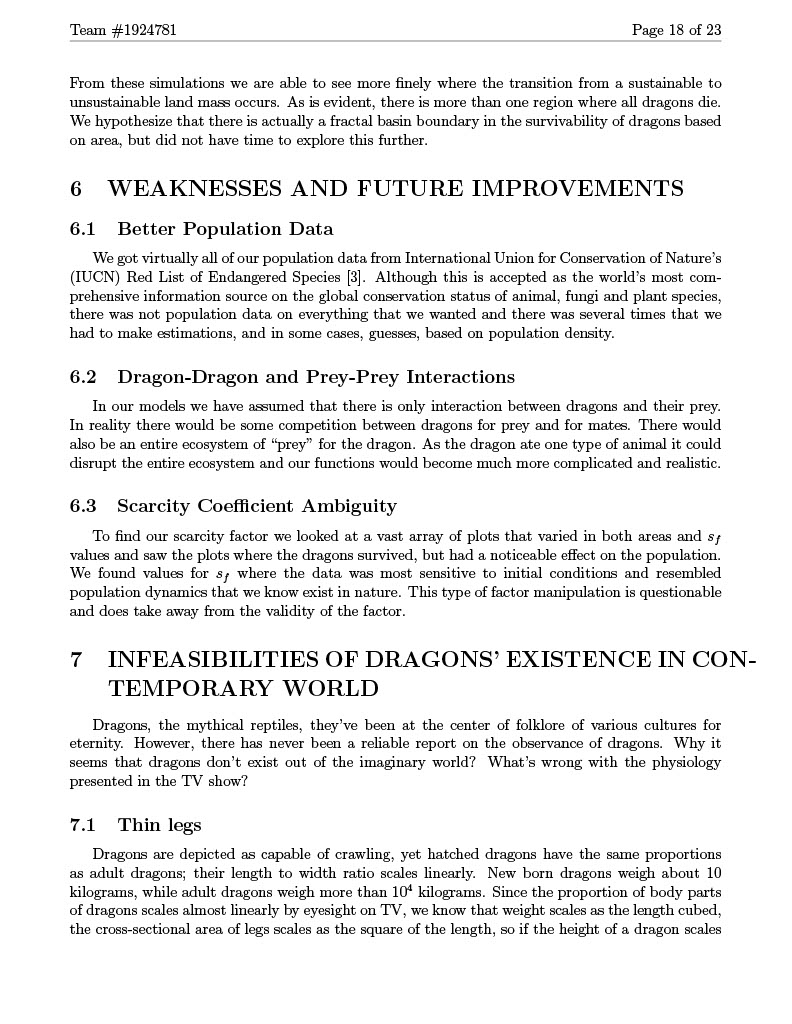 Team #1924781 Page 18 of 23
From these simulations we are able to see more finely where the transition from a sustainable to
unsustainable land mass occurs. As is evident, there is more than one region where all dragons die.
We hypothesize that there is actually a fractal basin boundary in the survivability of dragons based
on area, but did not have time to explore this further.
6 WEAKNESSES AND FUTURE IMPROVEMENTS
6.1 Better Population Data
We got virtually all of our population data from International Union for Conservation of Nature's
(IUCN) Red List of Endangered Species [3]. Although this is accepted as the world's most com-
prehensive information source on the global conservation status of animal, fungi and plant species,
there was not population data on everything that we wanted and there was several times that we
had to make estimations, and in some cases, guesses, based on population density.
6.2 Dragon-Dragon and Prey-Prey Interactions
In our models we have assumed that there is only interaction between dragons and their prey.
In reality there would be some competition between dragons for prey and for mates. There would
also be an entire ecosystem of “prey” for the dragon. As the dragon ate one type of animal it could
disrupt the entire ecosystem and our functions would become much more complicated and realistic.
6.3 Scarcity Coefficient Ambiguity
To find our scarcity factor we looked at a vast array of plots that varied in both areas and s_f
values and saw the plots where the dragons survived, but had a noticeable effect on the population.
We found values for s_f where the data was most sensitive to initial conditions and resembled
population dynamics that we know exist in nature. This type of factor manipulation is questionable
and does take away from the validity of the factor.
7 INFEASIBILITIES OF DRAGONS' EXISTENCE IN CON-
TEMPORARY WORLD
Dragons, the mythical reptiles, they've been at the center of folklore of various cultures for
eternity. However, there has never been a reliable report on the observance of dragons. Why it
seems that dragons don't exist out of the imaginary world? What's wrong with the physiology
presented in the TV show?
7.1 Thin legs
Dragons are depicted as capable of crawling, yet hatched dragons have the same proportions
as adult dragons; their length to width ratio scales linearly. New born dragons weigh about 10
kilograms, while adult dragons weigh more than 10⁴ kilograms. Since the proportion of body parts
of dragons scales almost linearly by eyesight on TV, we know that weight scales as the length cubed,
the cross-sectional area of legs scales as the square of the length, so if the height of a dragon scales